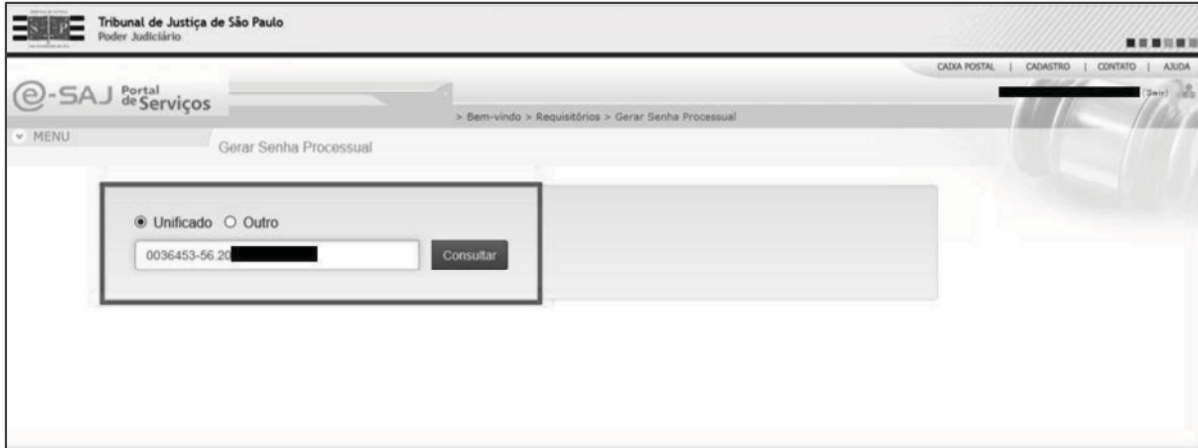 Tribunal de Justiça de São Paulo
Poder Judiciário
CAIXA POSTAL | CADASTRO | CONTATO | AJUDA
e-SAJ Portal de Serviços
(Sair)
> Bem-vindo > Requisitórios > Gerar Senha Processual
MENU
Gerar Senha Processual
Unificado Outro
0036453-56.20
Consultar